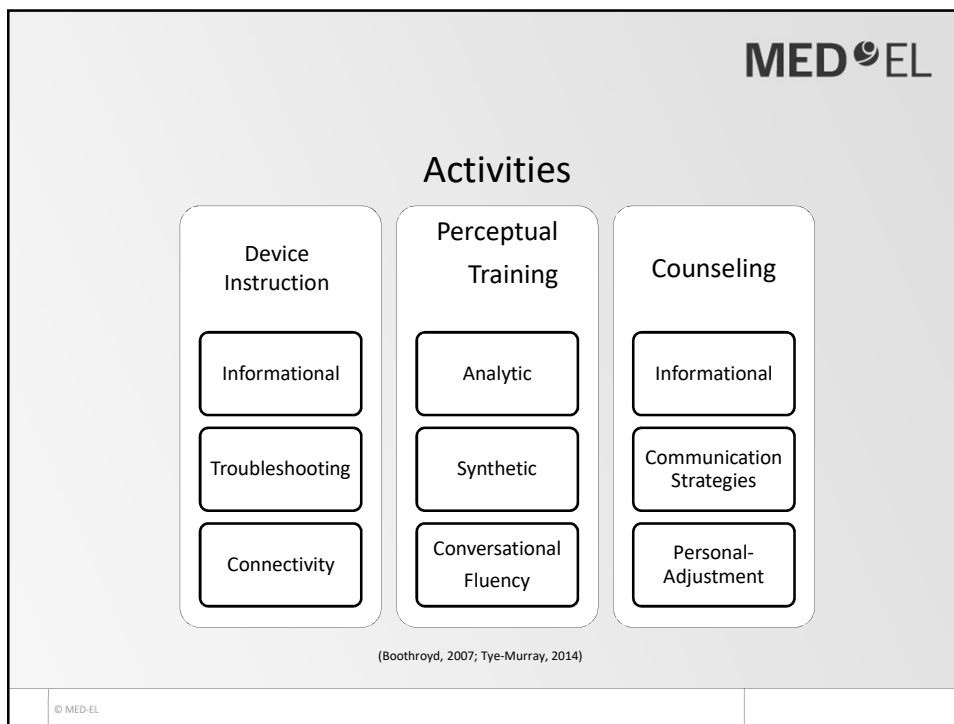 MED EL
Activities
Device
Instruction
Informational
Troubleshooting
Connectivity
Perceptual
Training
Analytic
Synthetic
Conversational
Fluency
Counseling
Informational
Communication
Strategies
Personal-
Adjustment
(Boothroyd, 2007; Tye-Murray, 2014)
© MED-EL